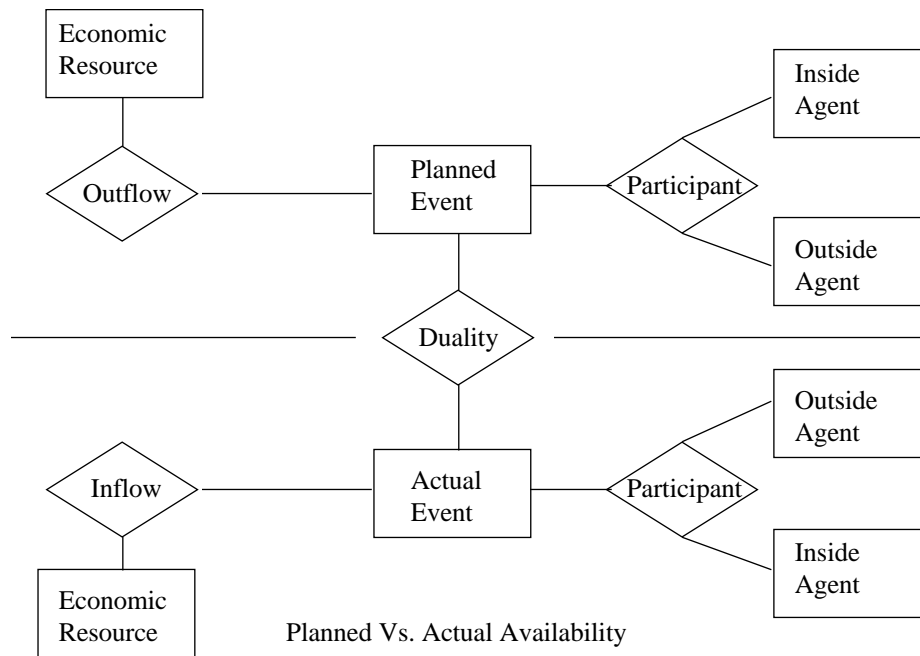 Economic
Resource
Inside
Agent
Planned
Event
Outflow
Participant
Outside
Agent
Duality
Outside
Agent
Inflow
Actual
Event
Participant
Inside
Agent
Economic
Resource
Planned Vs. Actual Availability